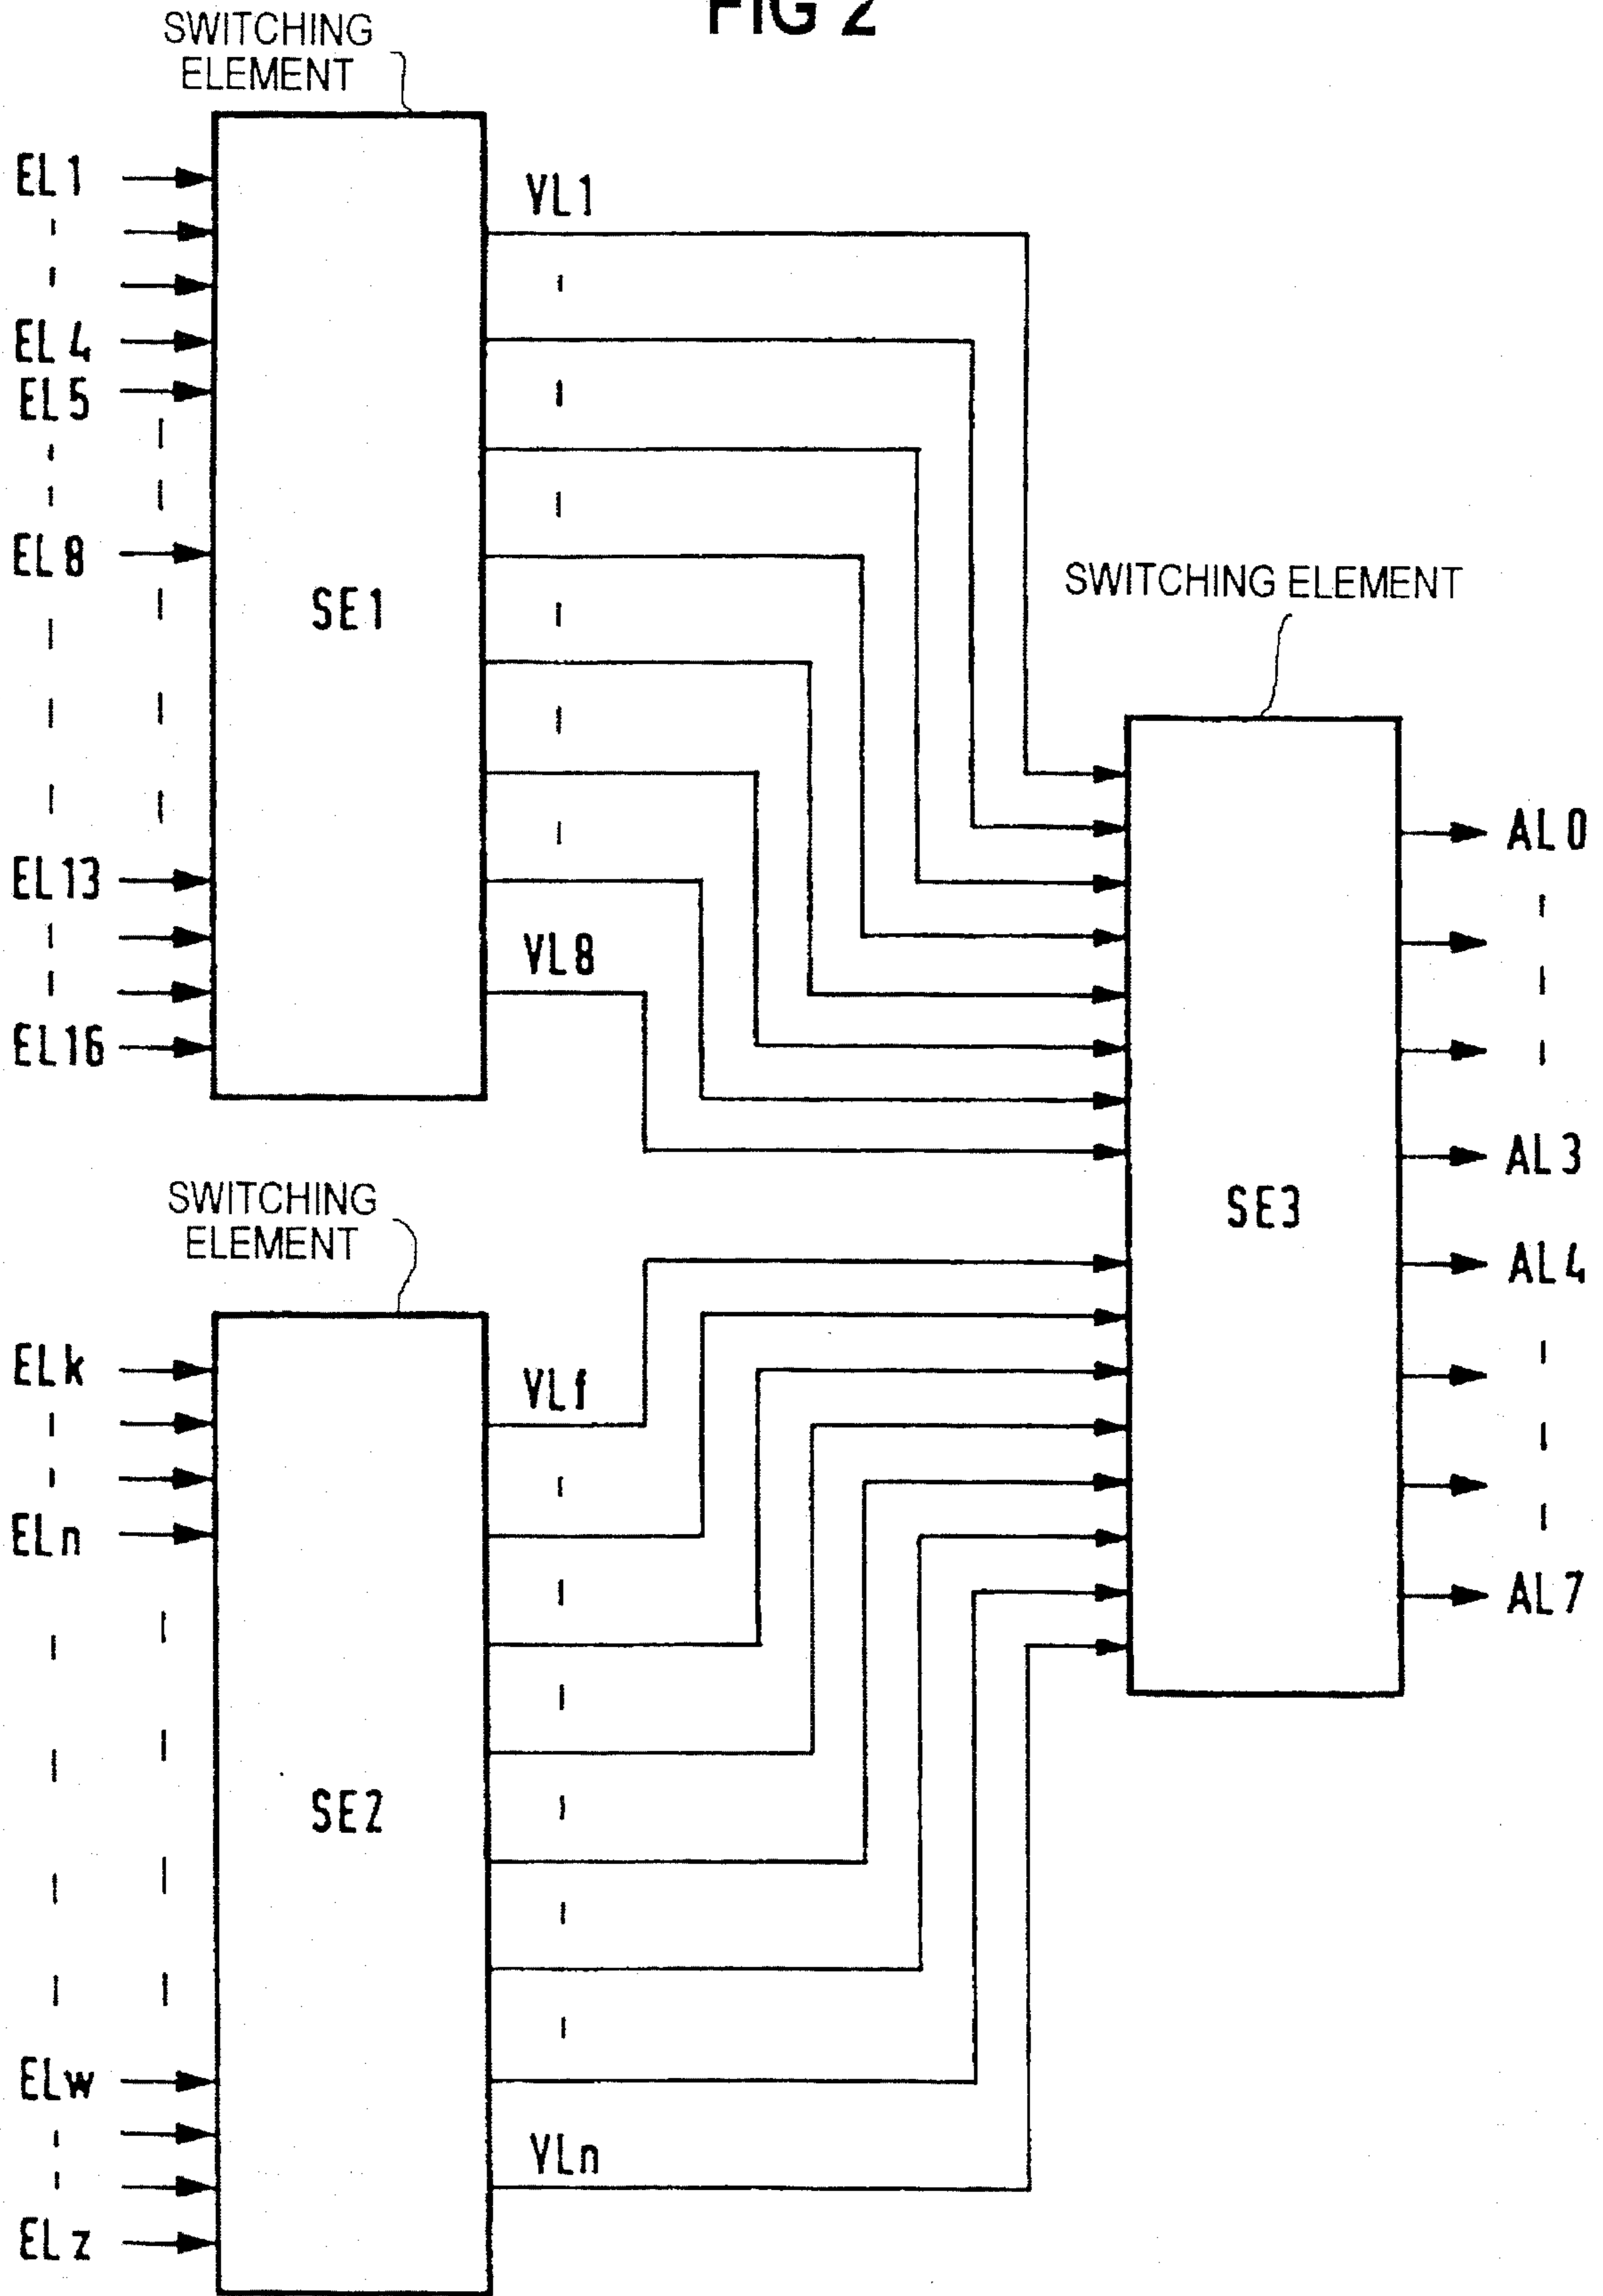 FIG 2
SWITCHING
ELEMENT
EL1
VL1
EL4
EL5
EL8
SE1
SWITCHING ELEMENT
EL13
AL0
VL8
EL16
AL3
SWITCHING
ELEMENT
SE3
AL4
ELk
VLf
ELn
AL7
SE2
ELw
VLn
ELz